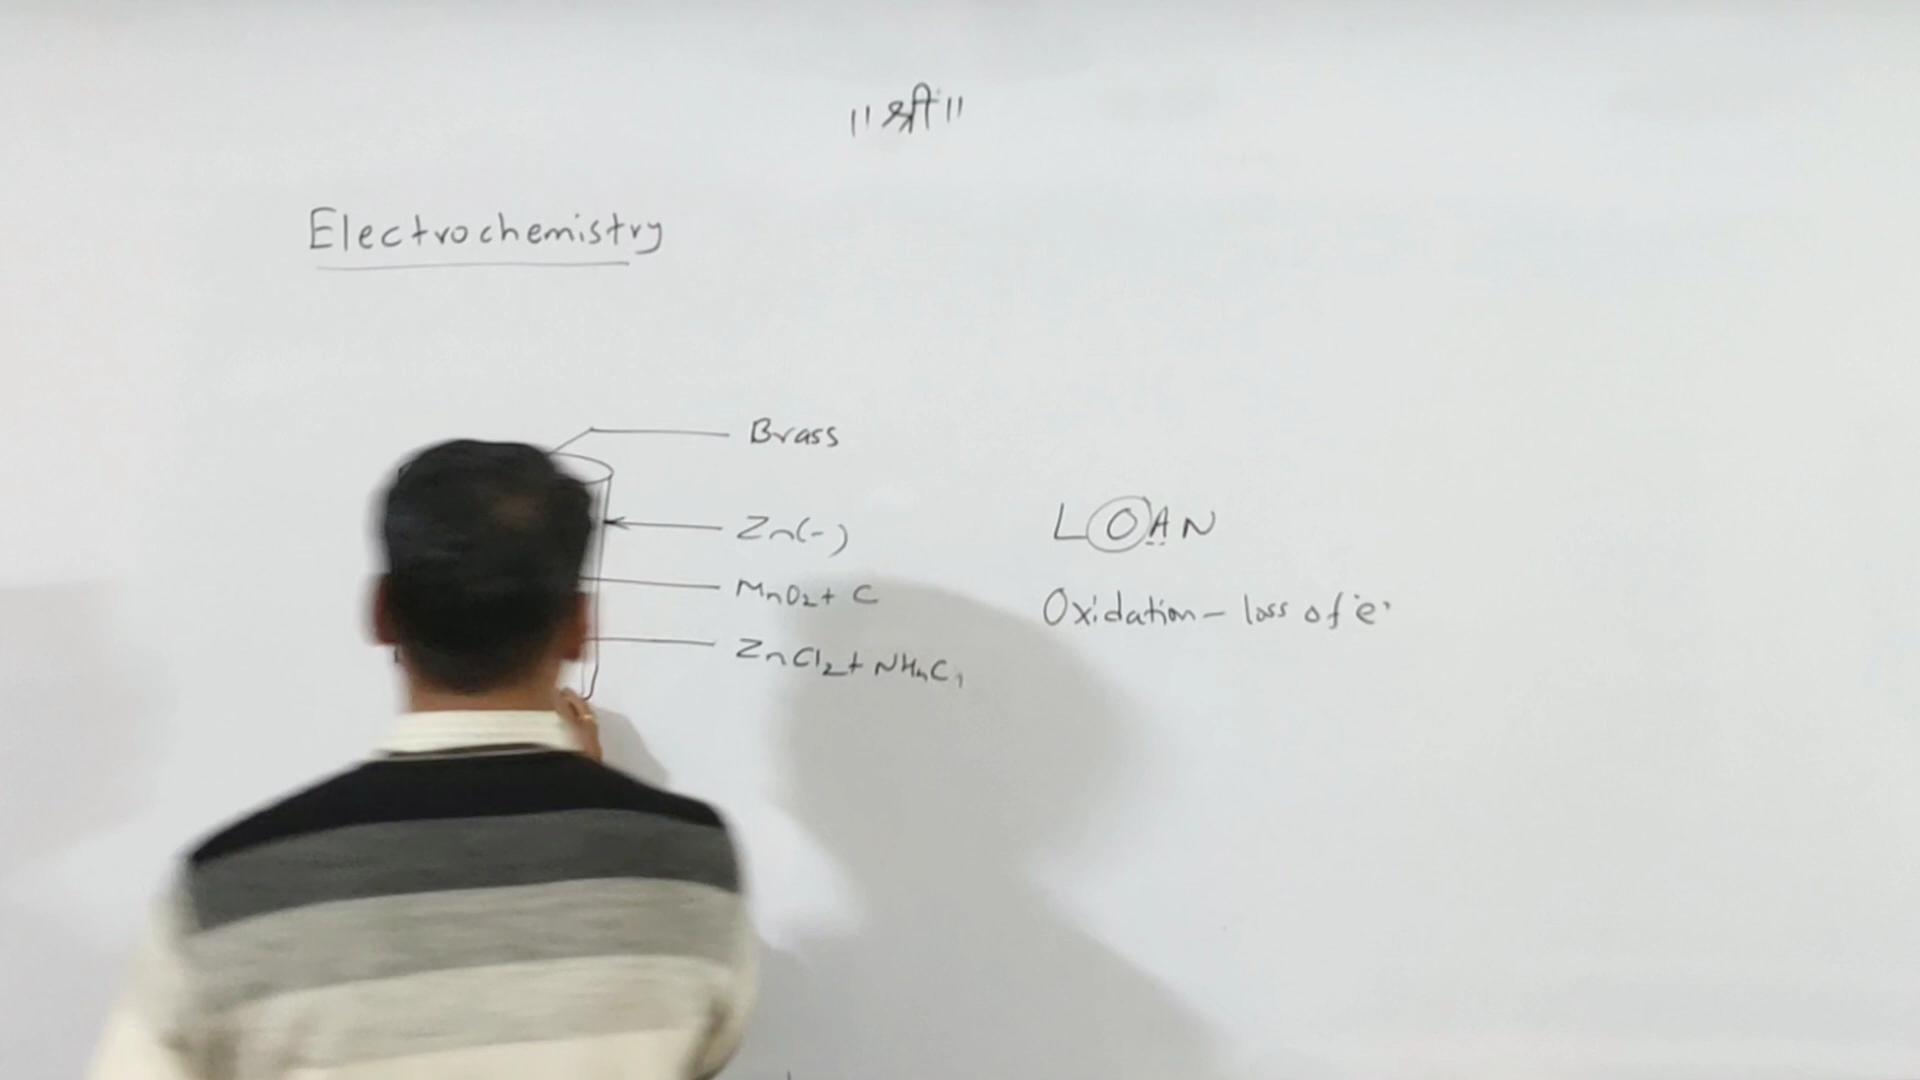 ॥ श्री ॥
Electrochemistry
Brass
Zn(-)
MnO₂ + C
ZnCl₂ + NH₄Cl
LOAN
Oxidation - loss of e⁻